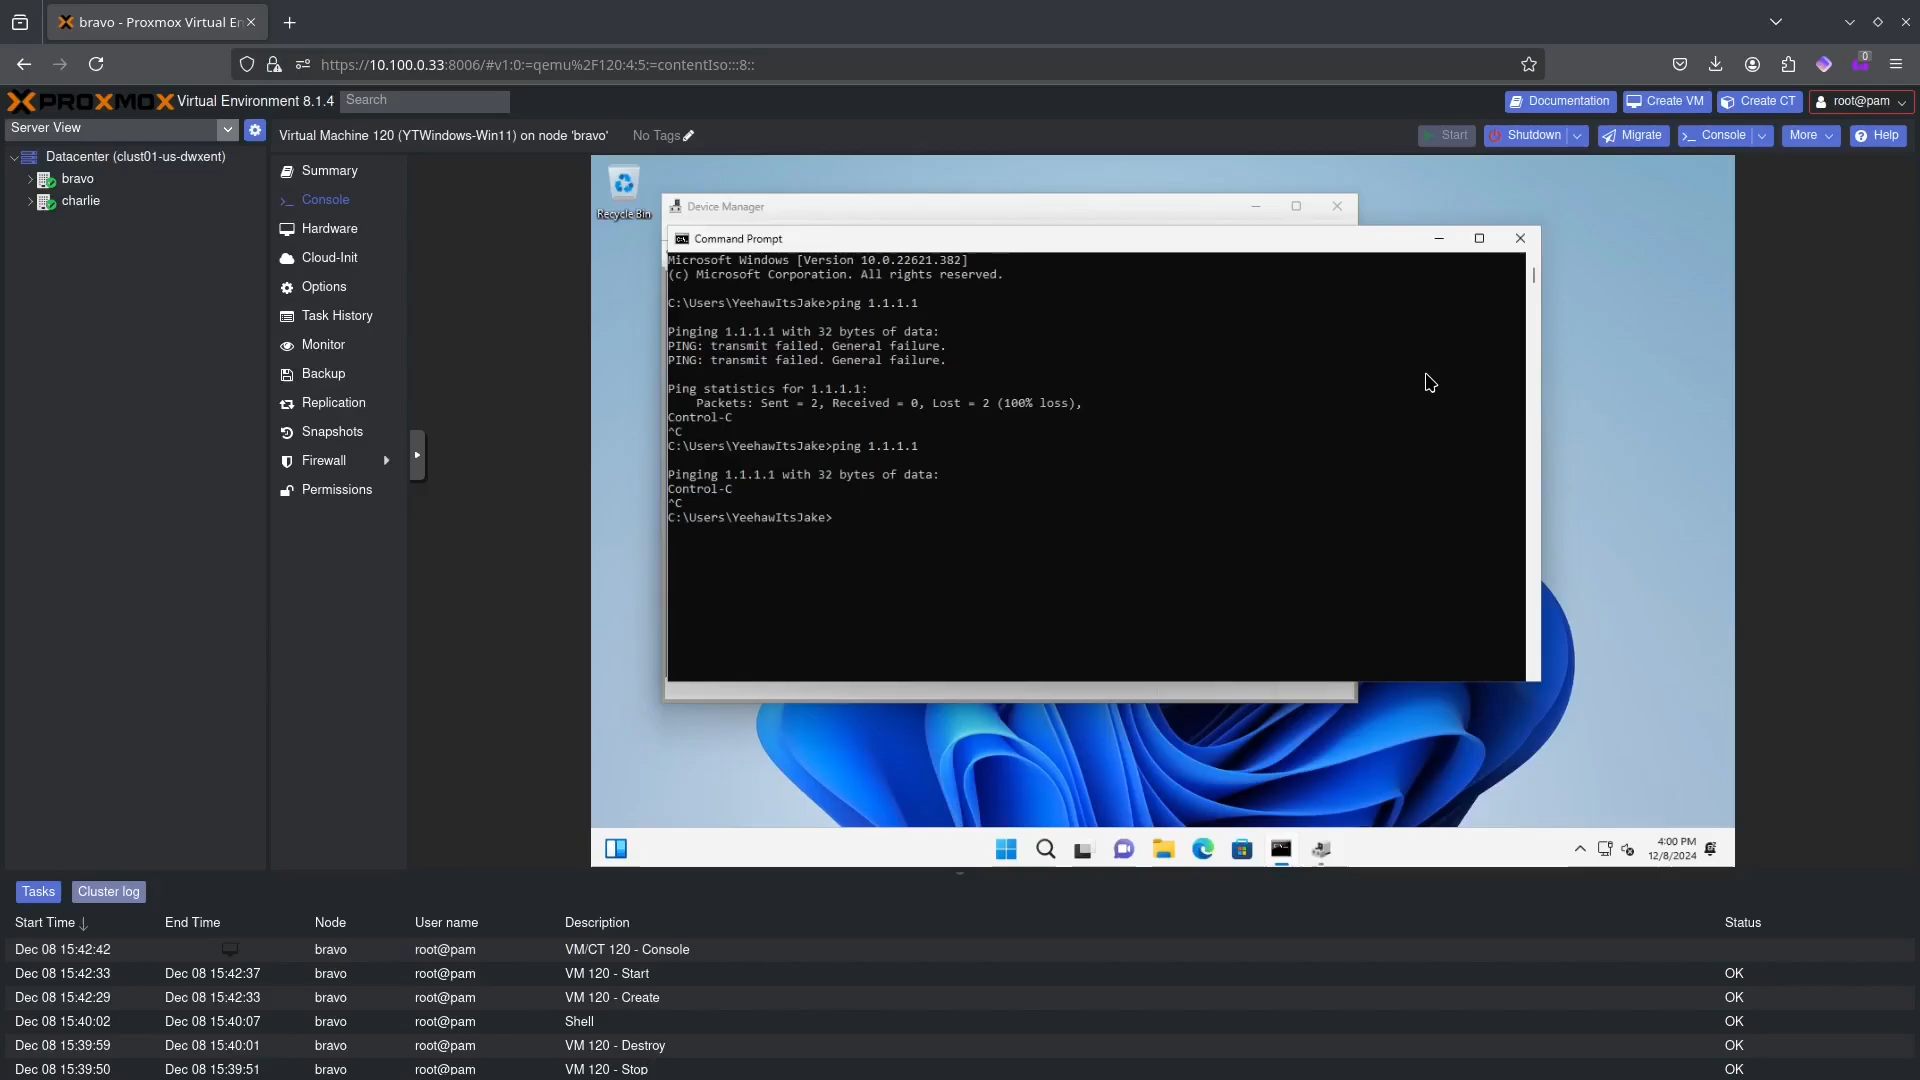 bravo - Proxmox Virtual En
https://10.100.0.33:8006/#v1:0:=qemu%2F120:4:5:=contentIso:::8::
0
PROXMOX Virtual Environment 8.1.4
Search
Documentation
Create VM
Create CT
root@pam
Server View
Virtual Machine 120 (YTWindows-Win11) on node 'bravo'
No Tags
Start
Shutdown
Migrate
Console
More
Help
Datacenter (clust01-us-dwxent)
bravo
charlie
Summary
Console
Hardware
Cloud-Init
Options
Task History
Monitor
Backup
Replication
Snapshots
Firewall
Permissions
Recycle Bin
Device Manager
Command Prompt
Microsoft Windows [Version 10.0.22621.382]
(c) Microsoft Corporation. All rights reserved.
C:\Users\YeehawItsJake>ping 1.1.1.1
Pinging 1.1.1.1 with 32 bytes of data:
PING: transmit failed. General failure.
PING: transmit failed. General failure.
Ping statistics for 1.1.1.1:
Packets: Sent = 2, Received = 0, Lost = 2 (100% loss),
Control-C
^C
C:\Users\YeehawItsJake>ping 1.1.1.1
Pinging 1.1.1.1 with 32 bytes of data:
Control-C
^C
C:\Users\YeehawItsJake>
4:00 PM
12/8/2024
Tasks
Cluster log
Start Time End Time Node User name Description Status
Dec 08 15:42:42 bravo root@pam VM/CT 120 - Console
Dec 08 15:42:33 Dec 08 15:42:37 bravo root@pam VM 120 - Start OK
Dec 08 15:42:29 Dec 08 15:42:33 bravo root@pam VM 120 - Create OK
Dec 08 15:40:02 Dec 08 15:40:07 bravo root@pam Shell OK
Dec 08 15:39:59 Dec 08 15:40:01 bravo root@pam VM 120 - Destroy OK
Dec 08 15:39:50 Dec 08 15:39:51 bravo root@pam VM 120 - Stop OK